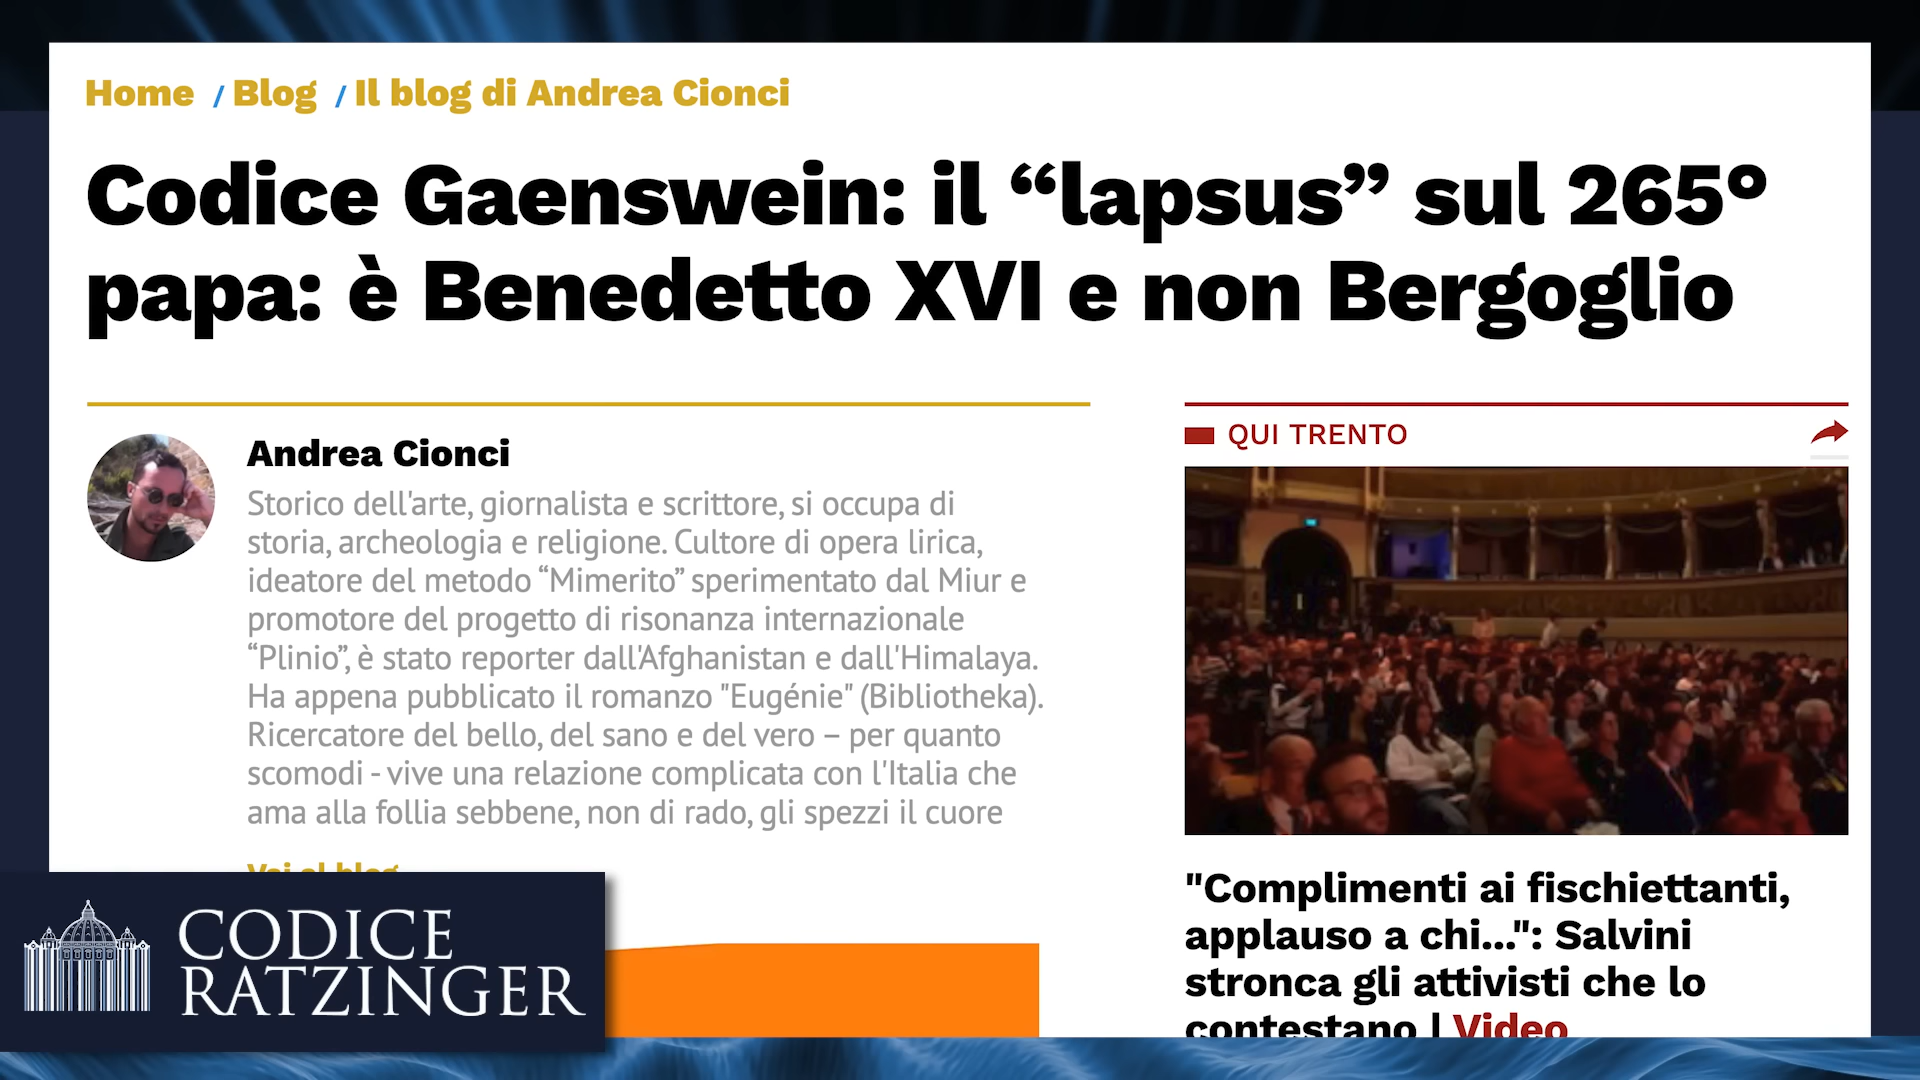 Home / Blog / Il blog di Andrea Cionci
Codice Gaenswein: il “lapsus” sul 265°
papa: è Benedetto XVI e non Bergoglio
Andrea Cionci
Storico dell'arte, giornalista e scrittore, si occupa di
storia, archeologia e religione. Cultore di opera lirica,
ideatore del metodo “Mimerito” sperimentato dal Miur e
promotore del progetto di risonanza internazionale
“Plinio”, è stato reporter dall'Afghanistan e dall'Himalaya.
Ha appena pubblicato il romanzo "Eugénie" (Bibliotheka).
Ricercatore del bello, del sano e del vero – per quanto
scomodi - vive una relazione complicata con l'Italia che
ama alla follia sebbene, non di rado, gli spezzi il cuore
Vai al blog
QUI TRENTO
"Complimenti ai fischiettanti,
applauso a chi...": Salvini
stronca gli attivisti che lo
contestano | Video
CODICE
RATZINGER